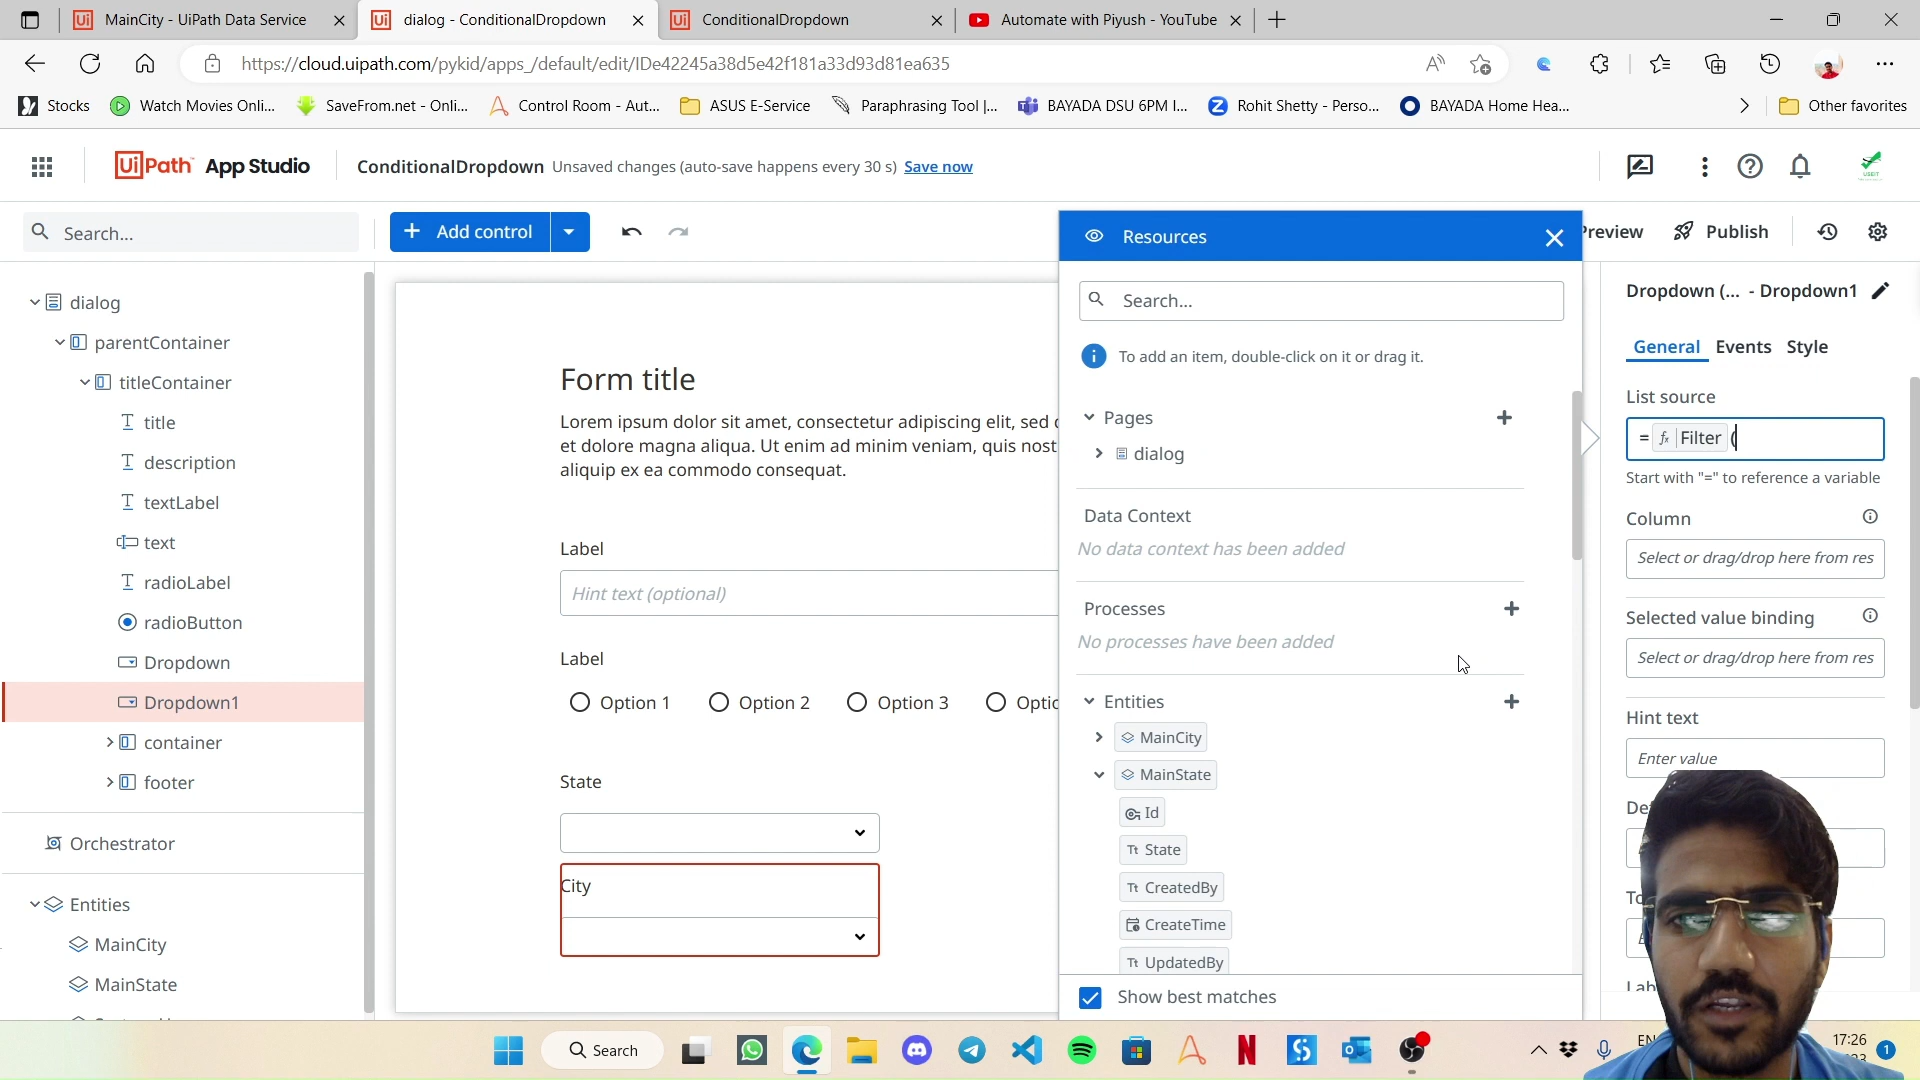 MainCity - UiPath Data Service
dialog - ConditionalDropdown
ConditionalDropdown
Automate with Piyush - YouTube
https://cloud.uipath.com/pykid/apps_/default/edit/IDe42245a38d5e42f181a33d93d81ea635
Stocks
Watch Movies Onli...
SaveFrom.net - Onli...
Control Room - Aut...
ASUS E-Service
Paraphrasing Tool |...
BAYADA DSU 6PM I...
Rohit Shetty - Perso...
BAYADA Home Hea...
Other favorites
UiPath App Studio
ConditionalDropdown Unsaved changes (auto-save happens every 30 s) Save now
Search...
Add control
Resources
Preview
Publish
dialog
parentContainer
titleContainer
title
description
textLabel
text
radioLabel
radioButton
Dropdown
Dropdown1
container
footer
Orchestrator
Entities
MainCity
MainState
Form title
Lorem ipsum dolor sit amet, consectetur adipiscing elit, sed
et dolore magna aliqua. Ut enim ad minim veniam, quis nost
aliquip ex ea commodo consequat.
Label
Hint text (optional)
Label
Option 1
Option 2
Option 3
State
City
Search...
To add an item, double-click on it or drag it.
Pages
dialog
Data Context
No data context has been added
Processes
No processes have been added
Entities
MainCity
MainState
Id
State
CreatedBy
CreateTime
UpdatedBy
Show best matches
Dropdown (... - Dropdown1
General Events Style
List source
= fx Filter (
Start with "=" to reference a variable
Column
Select or drag/drop here from res
Selected value binding
Select or drag/drop here from res
Hint text
Enter value
Search
17:26
1